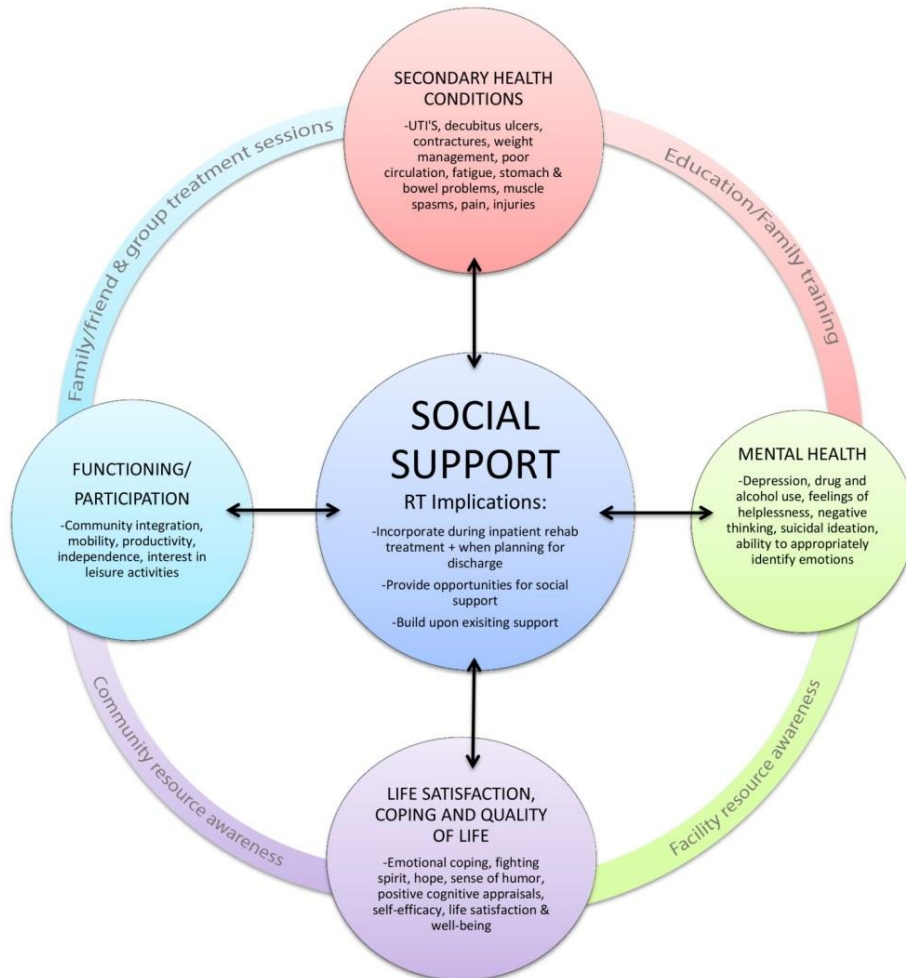 SECONDARY HEALTH
CONDITIONS
-UTI'S, decubitus ulcers,
contractures, weight
management, poor
circulation, fatigue, stomach &
bowel problems, muscle
spasms, pain, injuries
Family/friend & group treatment sessions
Education/Family training
FUNCTIONING/
PARTICIPATION
-Community integration,
mobility, productivity,
independence, interest in
leisure activities
SOCIAL
SUPPORT
RT Implications:
-Incorporate during inpatient rehab
treatment + when planning for
discharge
-Provide opportunities for social
support
-Build upon exisiting support
MENTAL HEALTH
-Depression, drug and
alcohol use, feelings of
helplessness, negative
thinking, suicidal ideation,
ability to appropriately
identify emotions
Community resource awareness
Facility resource awareness
LIFE SATISFACTION,
COPING AND QUALITY
OF LIFE
-Emotional coping, fighting
spirit, hope, sense of humor,
positive cognitive appraisals,
self-efficacy, life satisfaction &
well-being